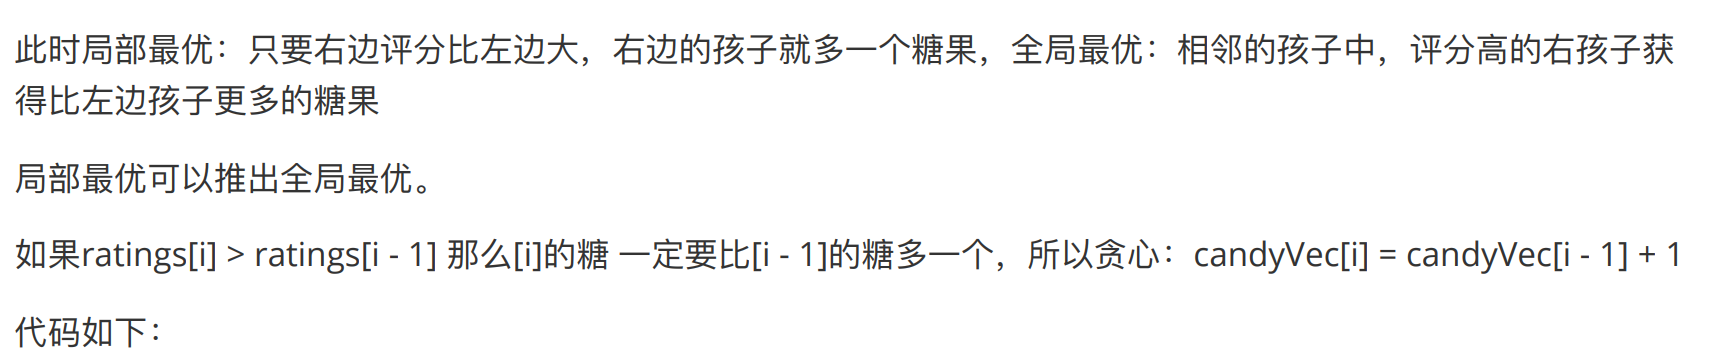 此时局部最优：只要右边评分比左边大，右边的孩子就多一个糖果，全局最优：相邻的孩子中，评分高的右孩子获
得比左边孩子更多的糖果
局部最优可以推出全局最优。
如果ratings[i] > ratings[i - 1] 那么[i]的糖 一定要比[i - 1]的糖多一个，所以贪心：candyVec[i] = candyVec[i - 1] + 1
代码如下：